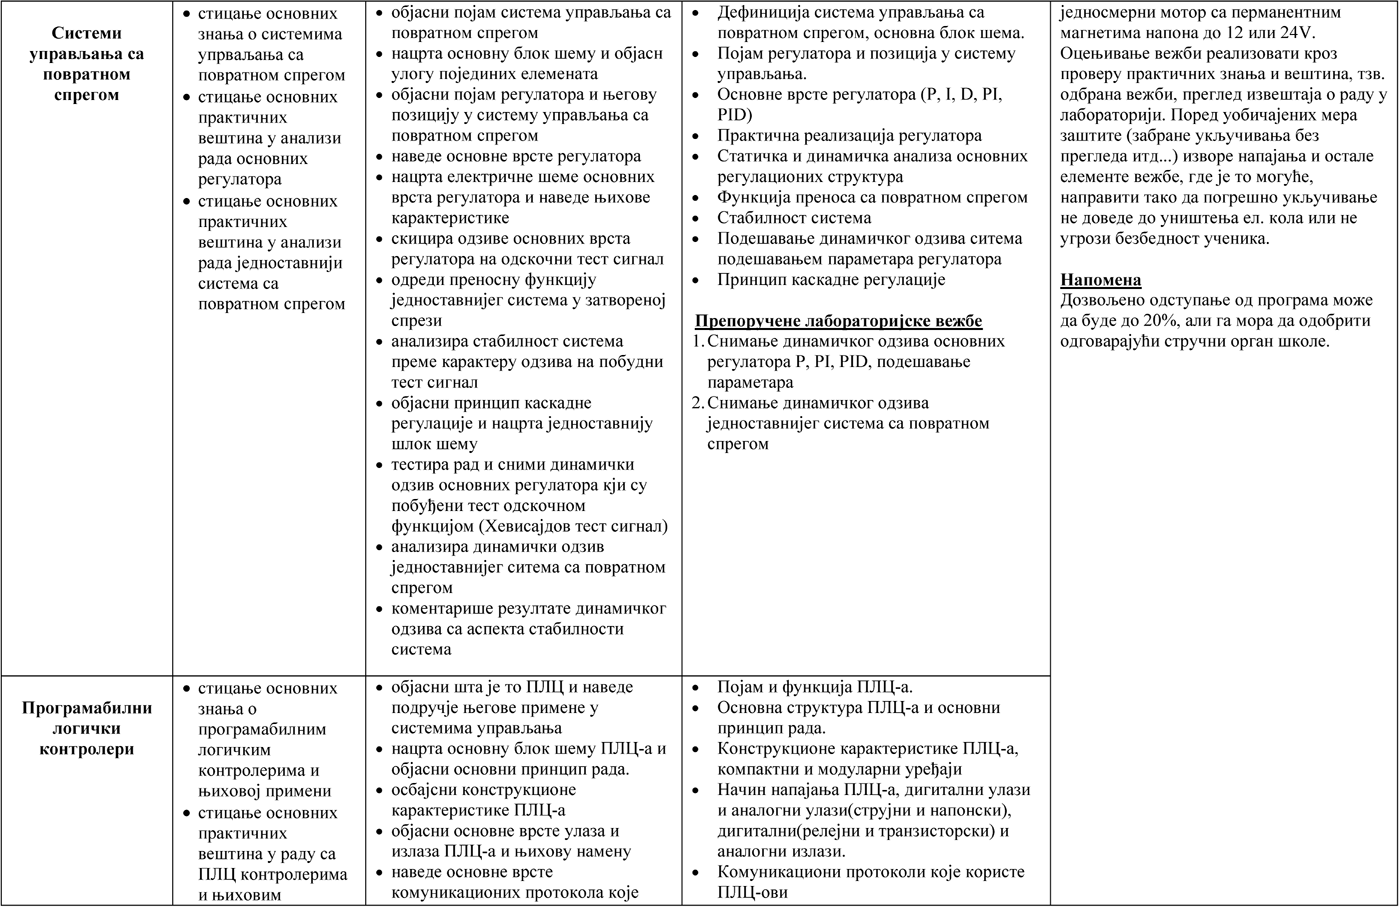 Системи
управљања са
повратном
спрегом
• стицање основних
знања о системима
упрваљања са
повратном спрегом
• стицање основних
практичних
вештина у анализи
рада основних
регулатора
• стицање основних
практичних
вештина у анализи
рада једноставнији
система са
повратном спрегом
• објасни појам система управљања са
повратном спрегом
• нацрта основну блок шему и објасн
улогу појединих елемената
• објасни појам регулатора и његову
позицију у систему управљања са
повратном спрегом
• наведе основне врсте регулатора
• нацрта електричне шеме основних
врста регулатора и наведе њихове
карактеристике
• скицира одзиве основних врста
регулатора на одскочни тест сигнал
• одреди преносну функцију
једноставнијег система у затвореној
спрези
• анализира стабилност система
преме карактеру одзива на побудни
тест сигнал
• објасни принцип каскадне
регулације и нацрта једноставнију
шлок шему
• тестира рад и сними динамички
одзив основних регулатора кји су
побуђени тест одскочном
функцијом (Хевисајдов тест сигнал)
• анализира динамички одзив
једноставнијег ситема са повратном
спрегом
• коментарише резултате динамичког
одзива са аспекта стабилности
система
• Дефиниција система управљања са
повратном спрегом, основна блок шема.
• Појам регулатора и позиција у систему
управљања.
• Основне врсте регулатора (P, I, D, PI,
PID)
• Практична реализација регулатора
• Статичка и динамичка анализа основних
регулационих структура
• Функција преноса са повратном спрегом
• Стабилност система
• Подешавање динамичког одзива ситема
подешавањем параметара регулатора
• Принцип каскадне регулације
Препоручене лабораторијске вежбе
1. Снимање динамичког одзива основних
регулатора P, PI, PID, подешавање
параметара
2. Снимање динамичког одзива
једноставнијег система са повратном
спрегом
једносмерни мотор са перманентним
магнетима напона до 12 или 24V.
Оцењивање вежби реализовати кроз
проверу практичних знања и вештина, тзв.
одбрана вежби, преглед извештаја о раду у
лабораторији. Поред уобичајених мера
заштите (забране укључивања без
прегледа итд...) изворе напајања и остале
елементе вежбе, где је то могуће,
направити тако да погрешно укључивање
не доведе до уништења ел. кола или не
угрози безбедност ученика.
Напомена
Дозвољено одступање од програма може
да буде до 20%, али га мора да одобрити
одговарајући стручни орган школе.
Програмабилни
логички
контролери
• стицање основних
знања о
програмабилним
логичким
контролерима и
њиховој примени
• стицање основних
практичних
вештина у раду са
ПЛЦ контролерима
и њиховим
• објасни шта је то ПЛЦ и наведе
подручје његове примене у
системима управљања
• нацрта основну блок шему ПЛЦ-а и
објасни основни принцип рада.
• осбајсни конструкционе
карактеристике ПЛЦ-а
• објасни основне врсте улаза и
излаза ПЛЦ-а и њихову намену
• наведе основне врсте
комуникационих протокола које
• Појам и функција ПЛЦ-а.
• Основна структура ПЛЦ-а и основни
принцип рада.
• Конструкционе карактеристике ПЛЦ-а,
компактни и модуларни уређаји
• Начин напајања ПЛЦ-а, дигитални улази
и аналогни улази(струјни и напонски),
дигитални(релејни и транзисторски) и
аналогни излази.
• Комуникациони протоколи које користе
ПЛЦ-ови